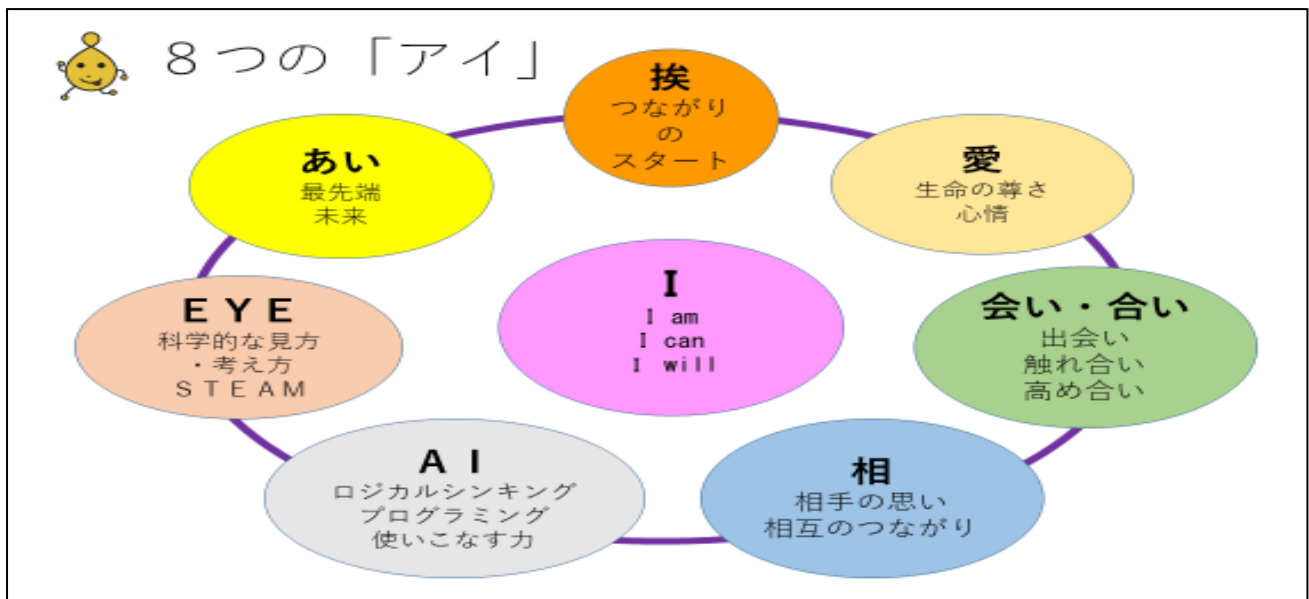 ８つの「アイ」
挨
つながり
の
スタート
愛
生命の尊さ
心情
会い・合い
出会い
触れ合い
高め合い
相
相手の思い
相互のつながり
ＡＩ
ロジカルシンキング
プログラミング
使いこなす力
ＥＹＥ
科学的な見方
・考え方
ＳＴＥＡＭ
あい
最先端
未来
I
I am
I can
I will